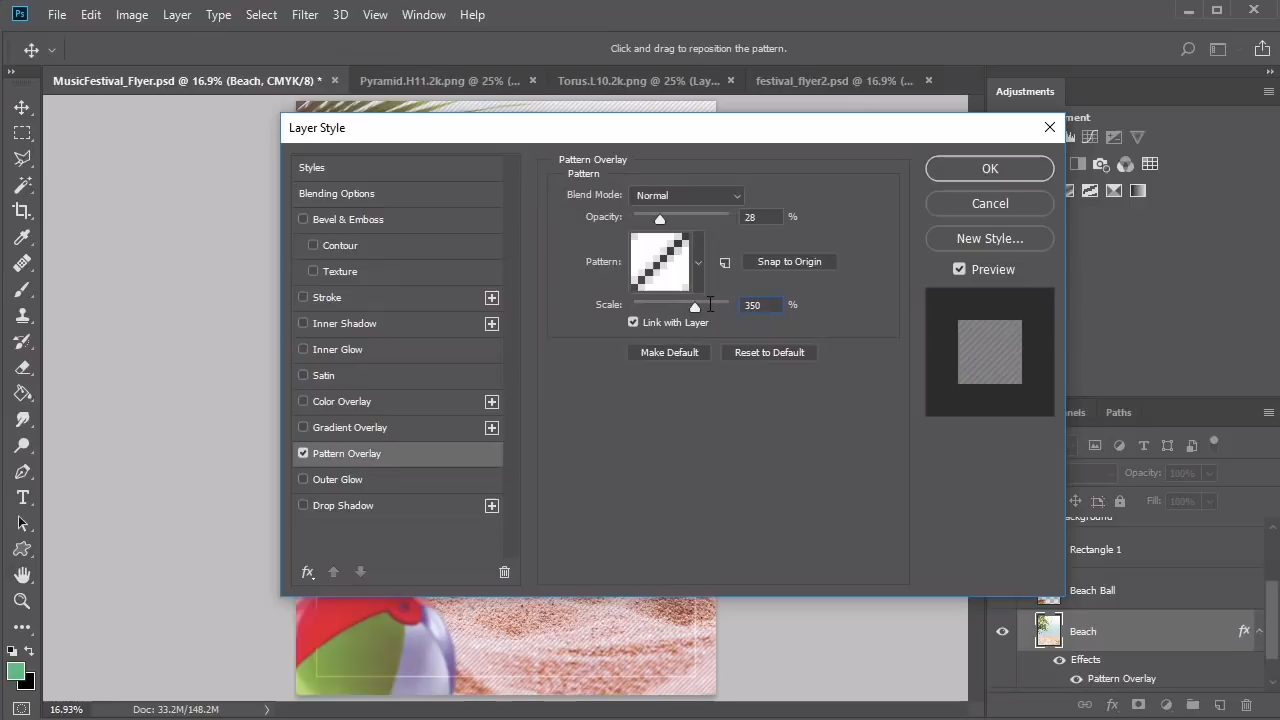 Ps File Edit Image Layer Type Select Filter 3D View Window Help
Click and drag to reposition the pattern.
MusicFestival_Flyer.psd @ 16.9% (Beach, CMYK/8) * Pyramid.H11.2k.png @ 25% (... Torus.L10.2k.png @ 25% (Lay... festival_flyer2.psd @ 16.9% (...
Adjustments
ment
Layer Style
Styles
Blending Options
Bevel & Emboss
Contour
Texture
Stroke
Inner Shadow
Inner Glow
Satin
Color Overlay
Gradient Overlay
Pattern Overlay
Outer Glow
Drop Shadow
fx
Pattern Overlay
Pattern
Blend Mode: Normal
Opacity: 28 %
Pattern: Snap to Origin
Scale: 350 %
Link with Layer
Make Default Reset to Default
OK
Cancel
New Style...
Preview
nels Paths
Opacity: 100%
Fill: 100%
Rectangle 1
Beach Ball
Beach fx
Effects
Pattern Overlay
fx
16.93% Doc: 33.2M/148.2M